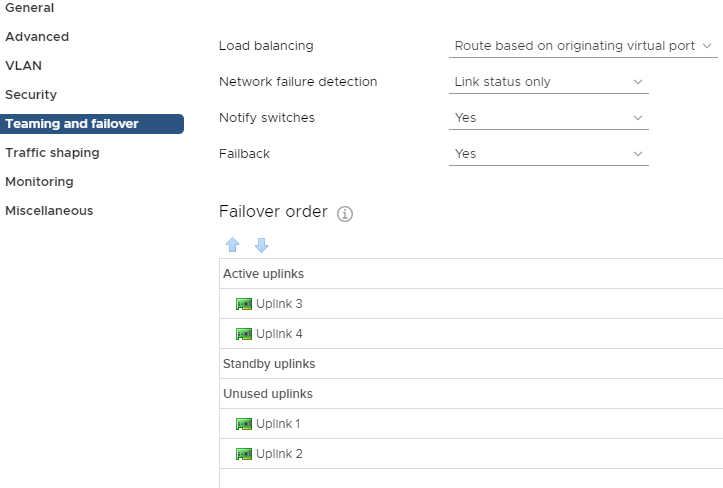 General
Advanced
VLAN
Security
Teaming and failover
Traffic shaping
Monitoring
Miscellaneous
Load balancing Route based on originating virtual port
Network failure detection Link status only
Notify switches Yes
Failback Yes
Failover order
Active uplinks
Uplink 3
Uplink 4
Standby uplinks
Unused uplinks
Uplink 1
Uplink 2